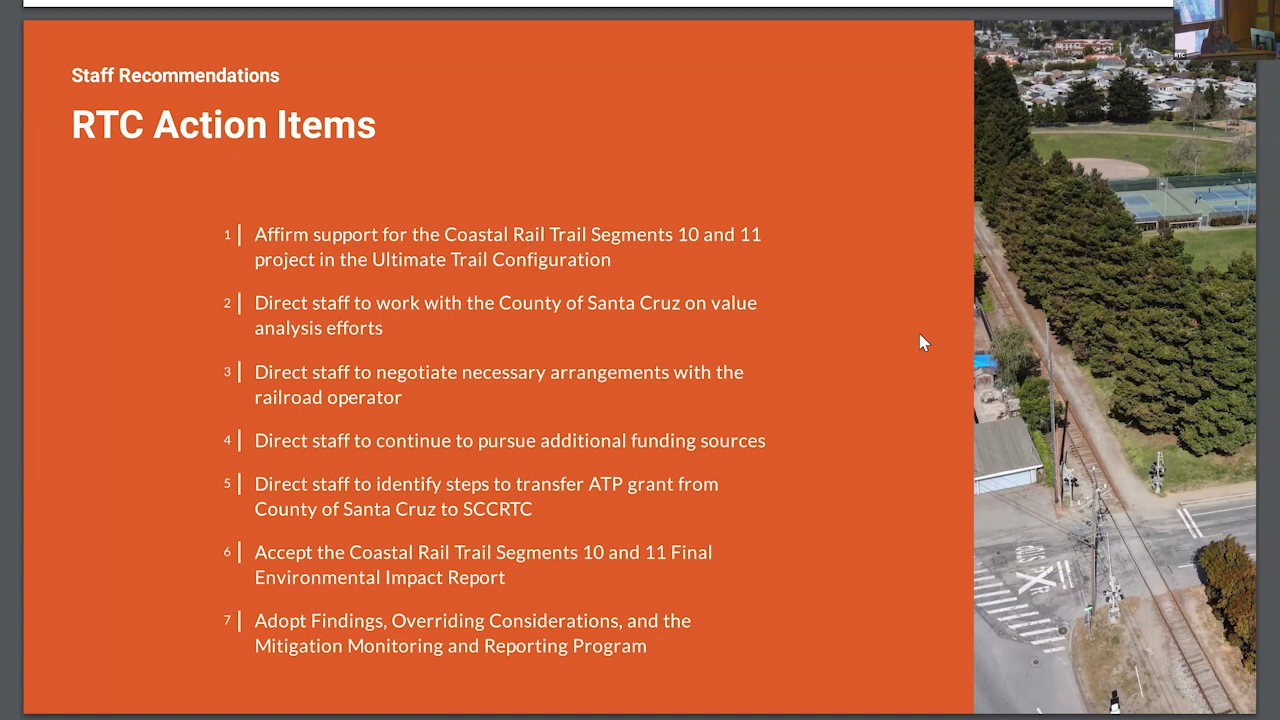 Staff Recommendations
RTC Action Items
1
Affirm support for the Coastal Rail Trail Segments 10 and 11
project in the Ultimate Trail Configuration
2
Direct staff to work with the County of Santa Cruz on value
analysis efforts
3
Direct staff to negotiate necessary arrangements with the
railroad operator
4
Direct staff to continue to pursue additional funding sources
5
Direct staff to identify steps to transfer ATP grant from
County of Santa Cruz to SCCRTC
6
Accept the Coastal Rail Trail Segments 10 and 11 Final
Environmental Impact Report
7
Adopt Findings, Overriding Considerations, and the
Mitigation Monitoring and Reporting Program
RTC